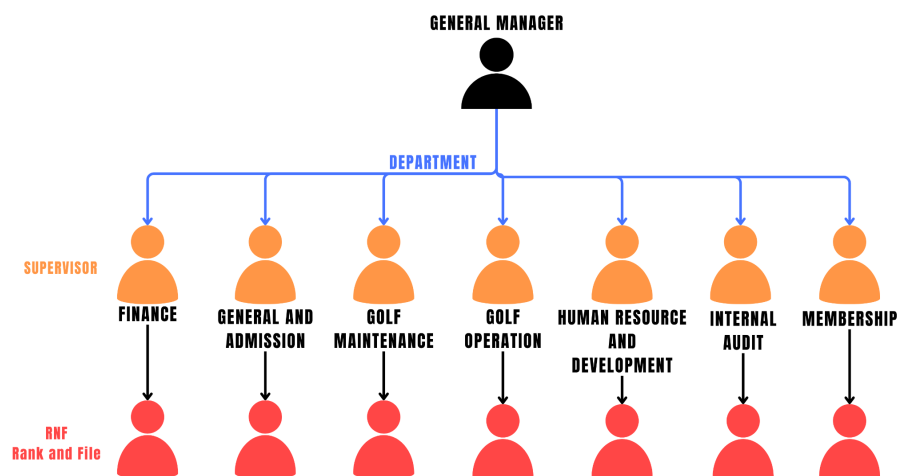 GENERAL MANAGER
DEPARTMENT
SUPERVISOR
FINANCE
GENERAL AND
ADMISSION
GOLF
MAINTENANCE
GOLF
OPERATION
HUMAN RESOURCE
AND
DEVELOPMENT
INTERNAL
AUDIT
MEMBERSHIP
RNF
Rank and File